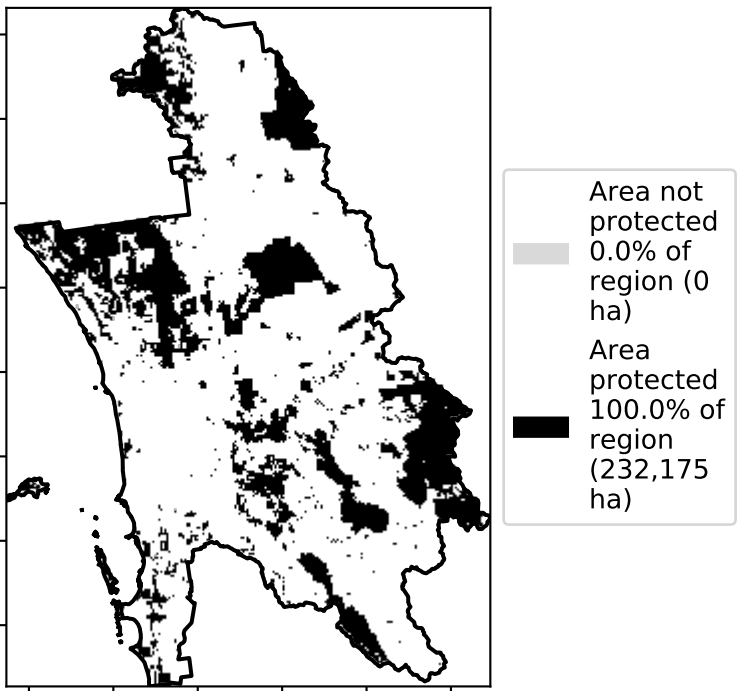 Area not
protected
0.0% of
region (0
ha)
Area
protected
100.0% of
region
(232,175
ha)